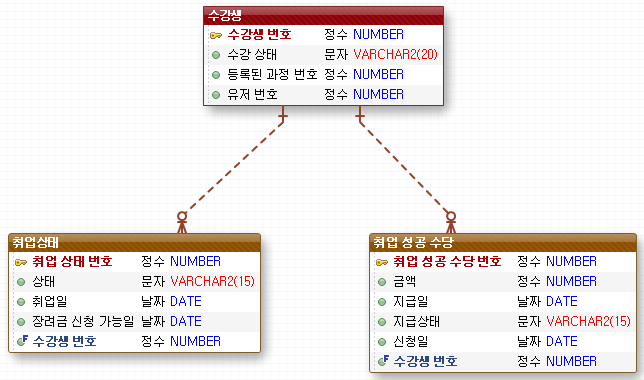 수강생
수강생 번호 정수 NUMBER
수강 상태 문자 VARCHAR2(20)
등록된 과정 번호 정수 NUMBER
유저 번호 정수 NUMBER
취업상태
취업 상태 번호 정수 NUMBER
상태 문자 VARCHAR2(15)
취업일 날짜 DATE
장려금 신청 가능일 날짜 DATE
F 수강생 번호 정수 NUMBER
취업 성공 수당
취업 성공 수당 번호 정수 NUMBER
금액 정수 NUMBER
지급일 날짜 DATE
지급상태 문자 VARCHAR2(15)
신청일 날짜 DATE
F 수강생 번호 정수 NUMBER